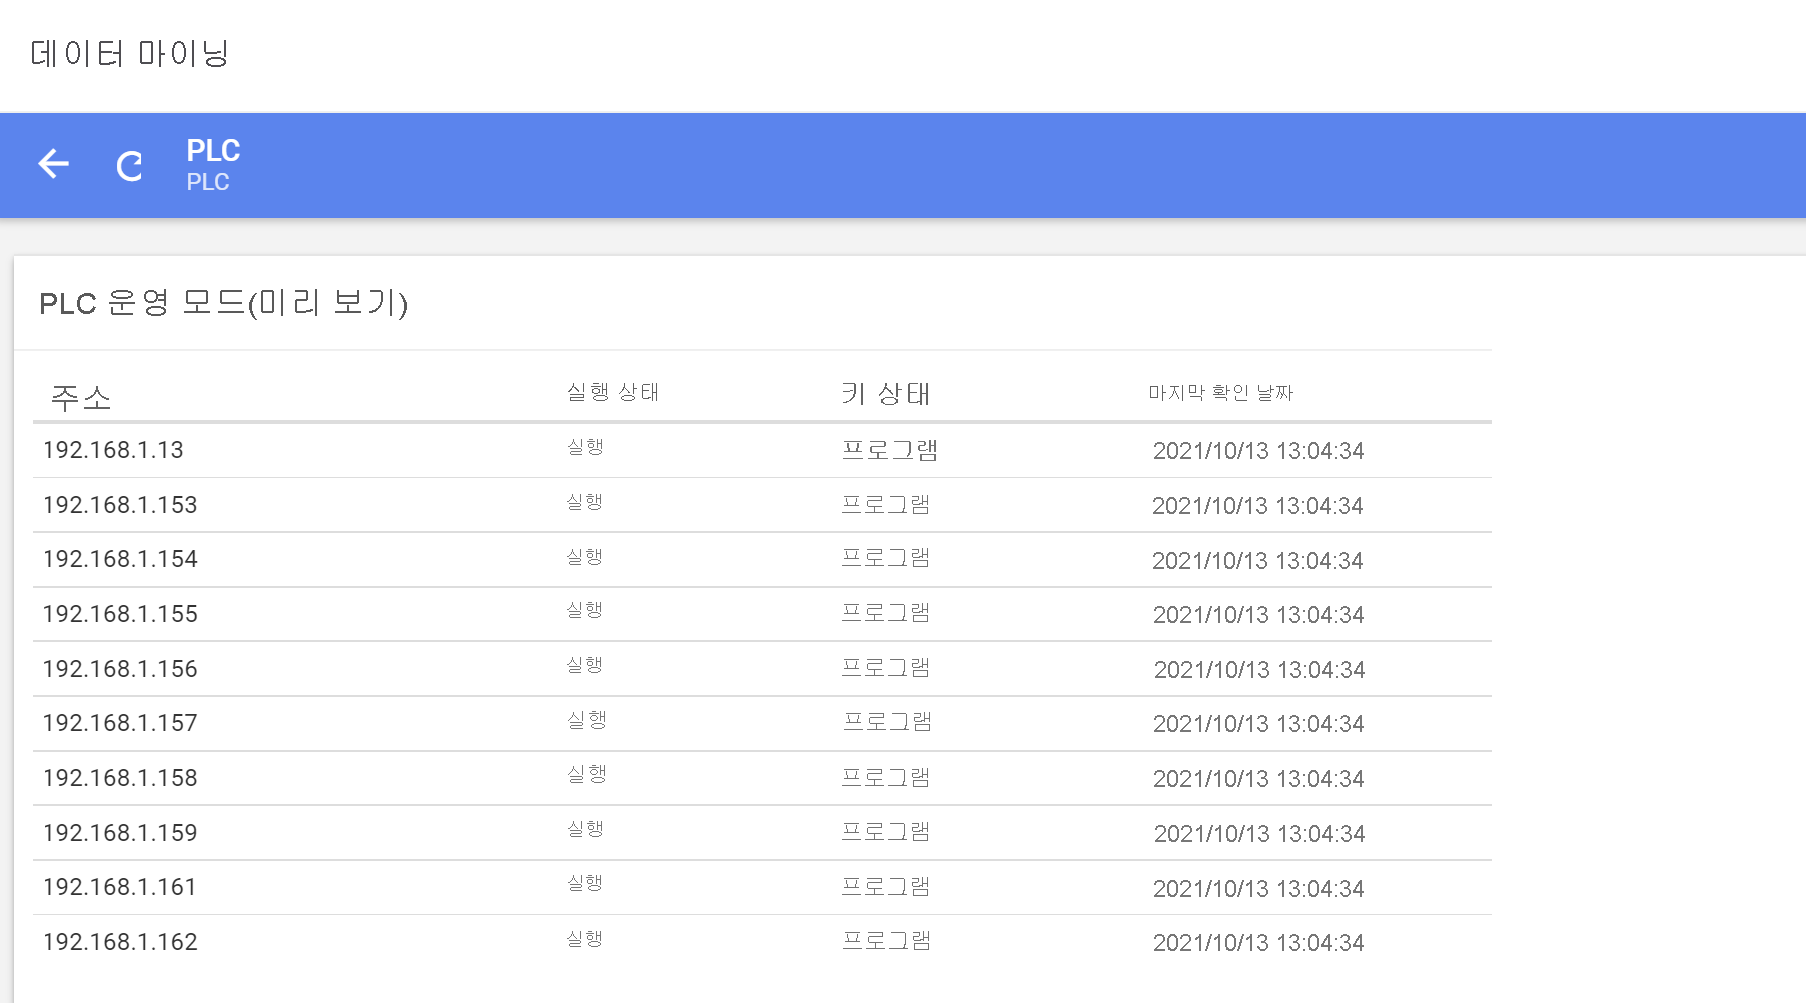 데이터 마이닝
PLC
PLC
PLC 운영 모드(미리 보기)
주소 실행 상태 키 상태 마지막 확인 날짜
192.168.1.13 실행 프로그램 2021/10/13 13:04:34
192.168.1.153 실행 프로그램 2021/10/13 13:04:34
192.168.1.154 실행 프로그램 2021/10/13 13:04:34
192.168.1.155 실행 프로그램 2021/10/13 13:04:34
192.168.1.156 실행 프로그램 2021/10/13 13:04:34
192.168.1.157 실행 프로그램 2021/10/13 13:04:34
192.168.1.158 실행 프로그램 2021/10/13 13:04:34
192.168.1.159 실행 프로그램 2021/10/13 13:04:34
192.168.1.161 실행 프로그램 2021/10/13 13:04:34
192.168.1.162 실행 프로그램 2021/10/13 13:04:34